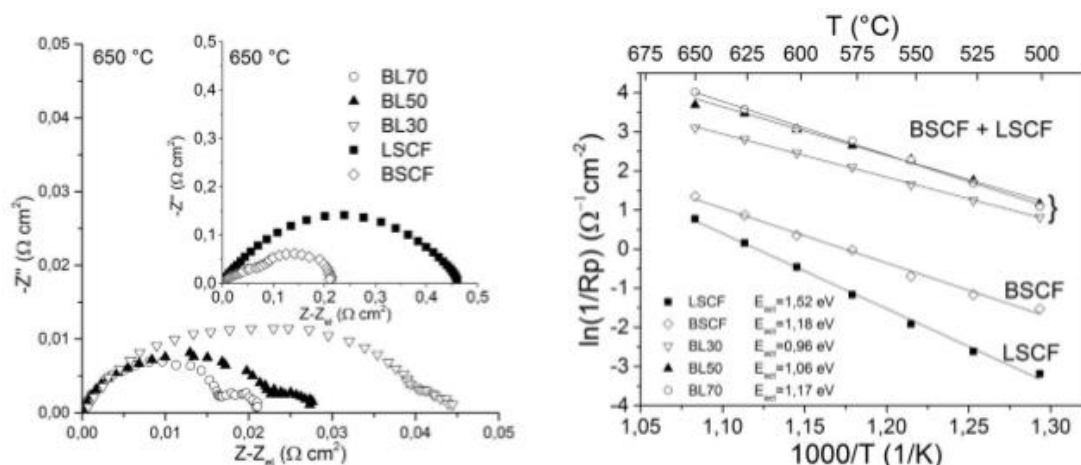 0,05
0,04
0,03
0,02
0,01
0,00
-Z'' (Ω cm²)
650 °C
0,00 0,01 0,02 0,03 0,04 0,05
Z-Z_el (Ω cm²)
0,5
0,4
0,3
0,2
0,1
0,0
-Z'' (Ω cm²)
650 °C
BL70
BL50
BL30
LSCF
BSCF
0,0 0,1 0,2 0,3 0,4 0,5
Z-Z_el (Ω cm²)
T (°C)
675 650 625 600 575 550 525 500
4
3
2
1
0
-1
-2
-3
-4
ln(1/Rp) (Ω⁻¹cm⁻²)
BSCF + LSCF
}
BSCF
LSCF
LSCF E_act=1,52 eV
BSCF E_act=1,18 eV
BL30 E_act=0,96 eV
BL50 E_act=1,06 eV
BL70 E_act=1,17 eV
1,05 1,10 1,15 1,20 1,25 1,30
1000/T (1/K)